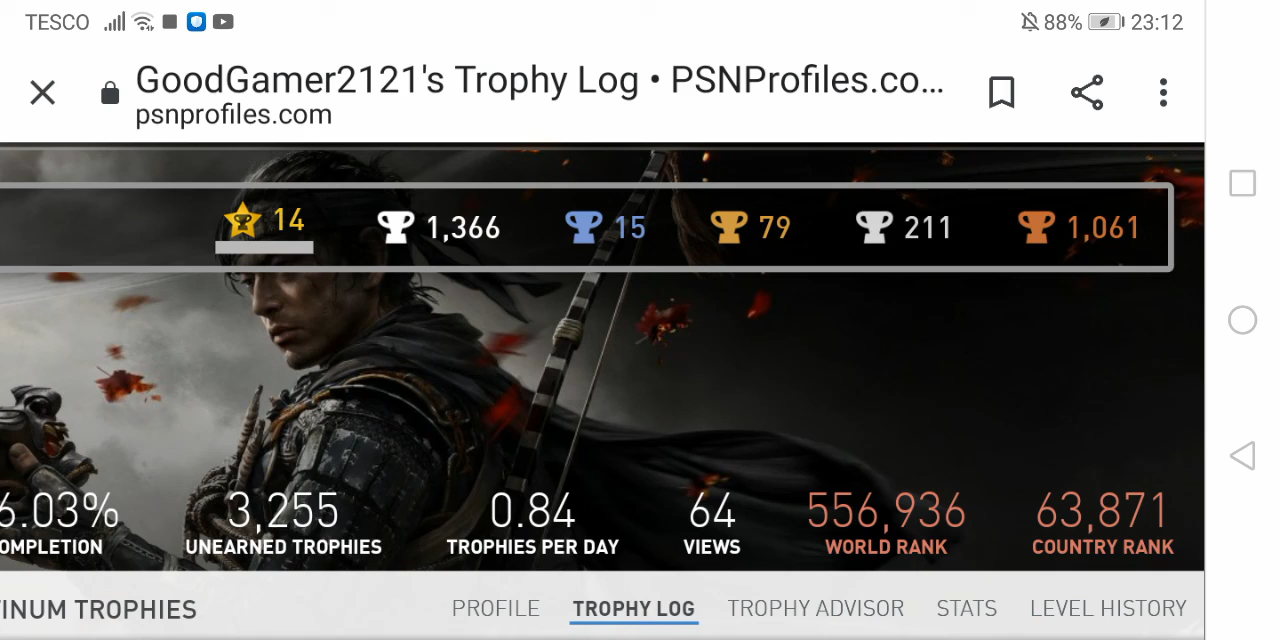 TESCO 88% 23:12
GoodGamer2121's Trophy Log • PSNProfiles.co...
psnprofiles.com
14 1,366 15 79 211 1,061
6.03% 3,255 0.84 64 556,936 63,871
OMPLETION UNEARNED TROPHIES TROPHIES PER DAY VIEWS WORLD RANK COUNTRY RANK
TINUM TROPHIES PROFILE TROPHY LOG TROPHY ADVISOR STATS LEVEL HISTORY